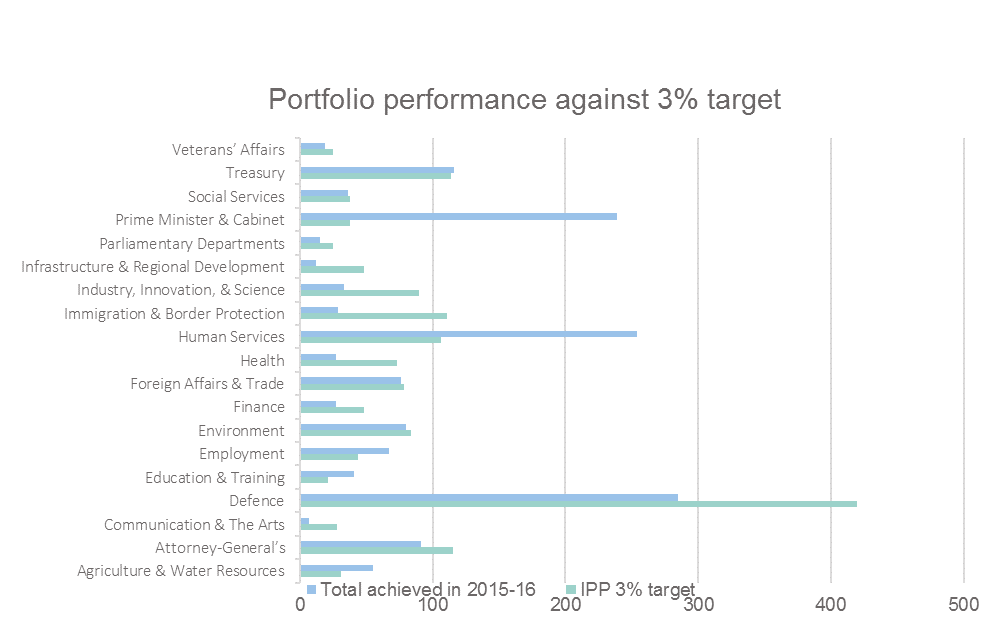 Portfolio performance against 3% target
Veterans’ Affairs
Treasury
Social Services
Prime Minister & Cabinet
Parliamentary Departments
Infrastructure & Regional Development
Industry, Innovation, & Science
Immigration & Border Protection
Human Services
Health
Foreign Affairs & Trade
Finance
Environment
Employment
Education & Training
Defence
Communication & The Arts
Attorney-General’s
Agriculture & Water Resources
Total achieved in 2015-16 IPP 3% target
0 100 200 300 400 500